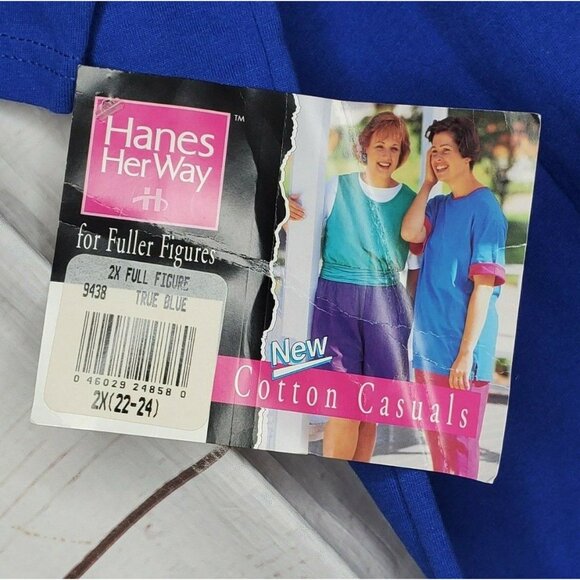 Hanes
Her Way
TM
for Fuller Figures
2X FULL FIGURE
9438 TRUE BLUE
0 46029 24858 0
2X(22-24)
New
Cotton Casuals